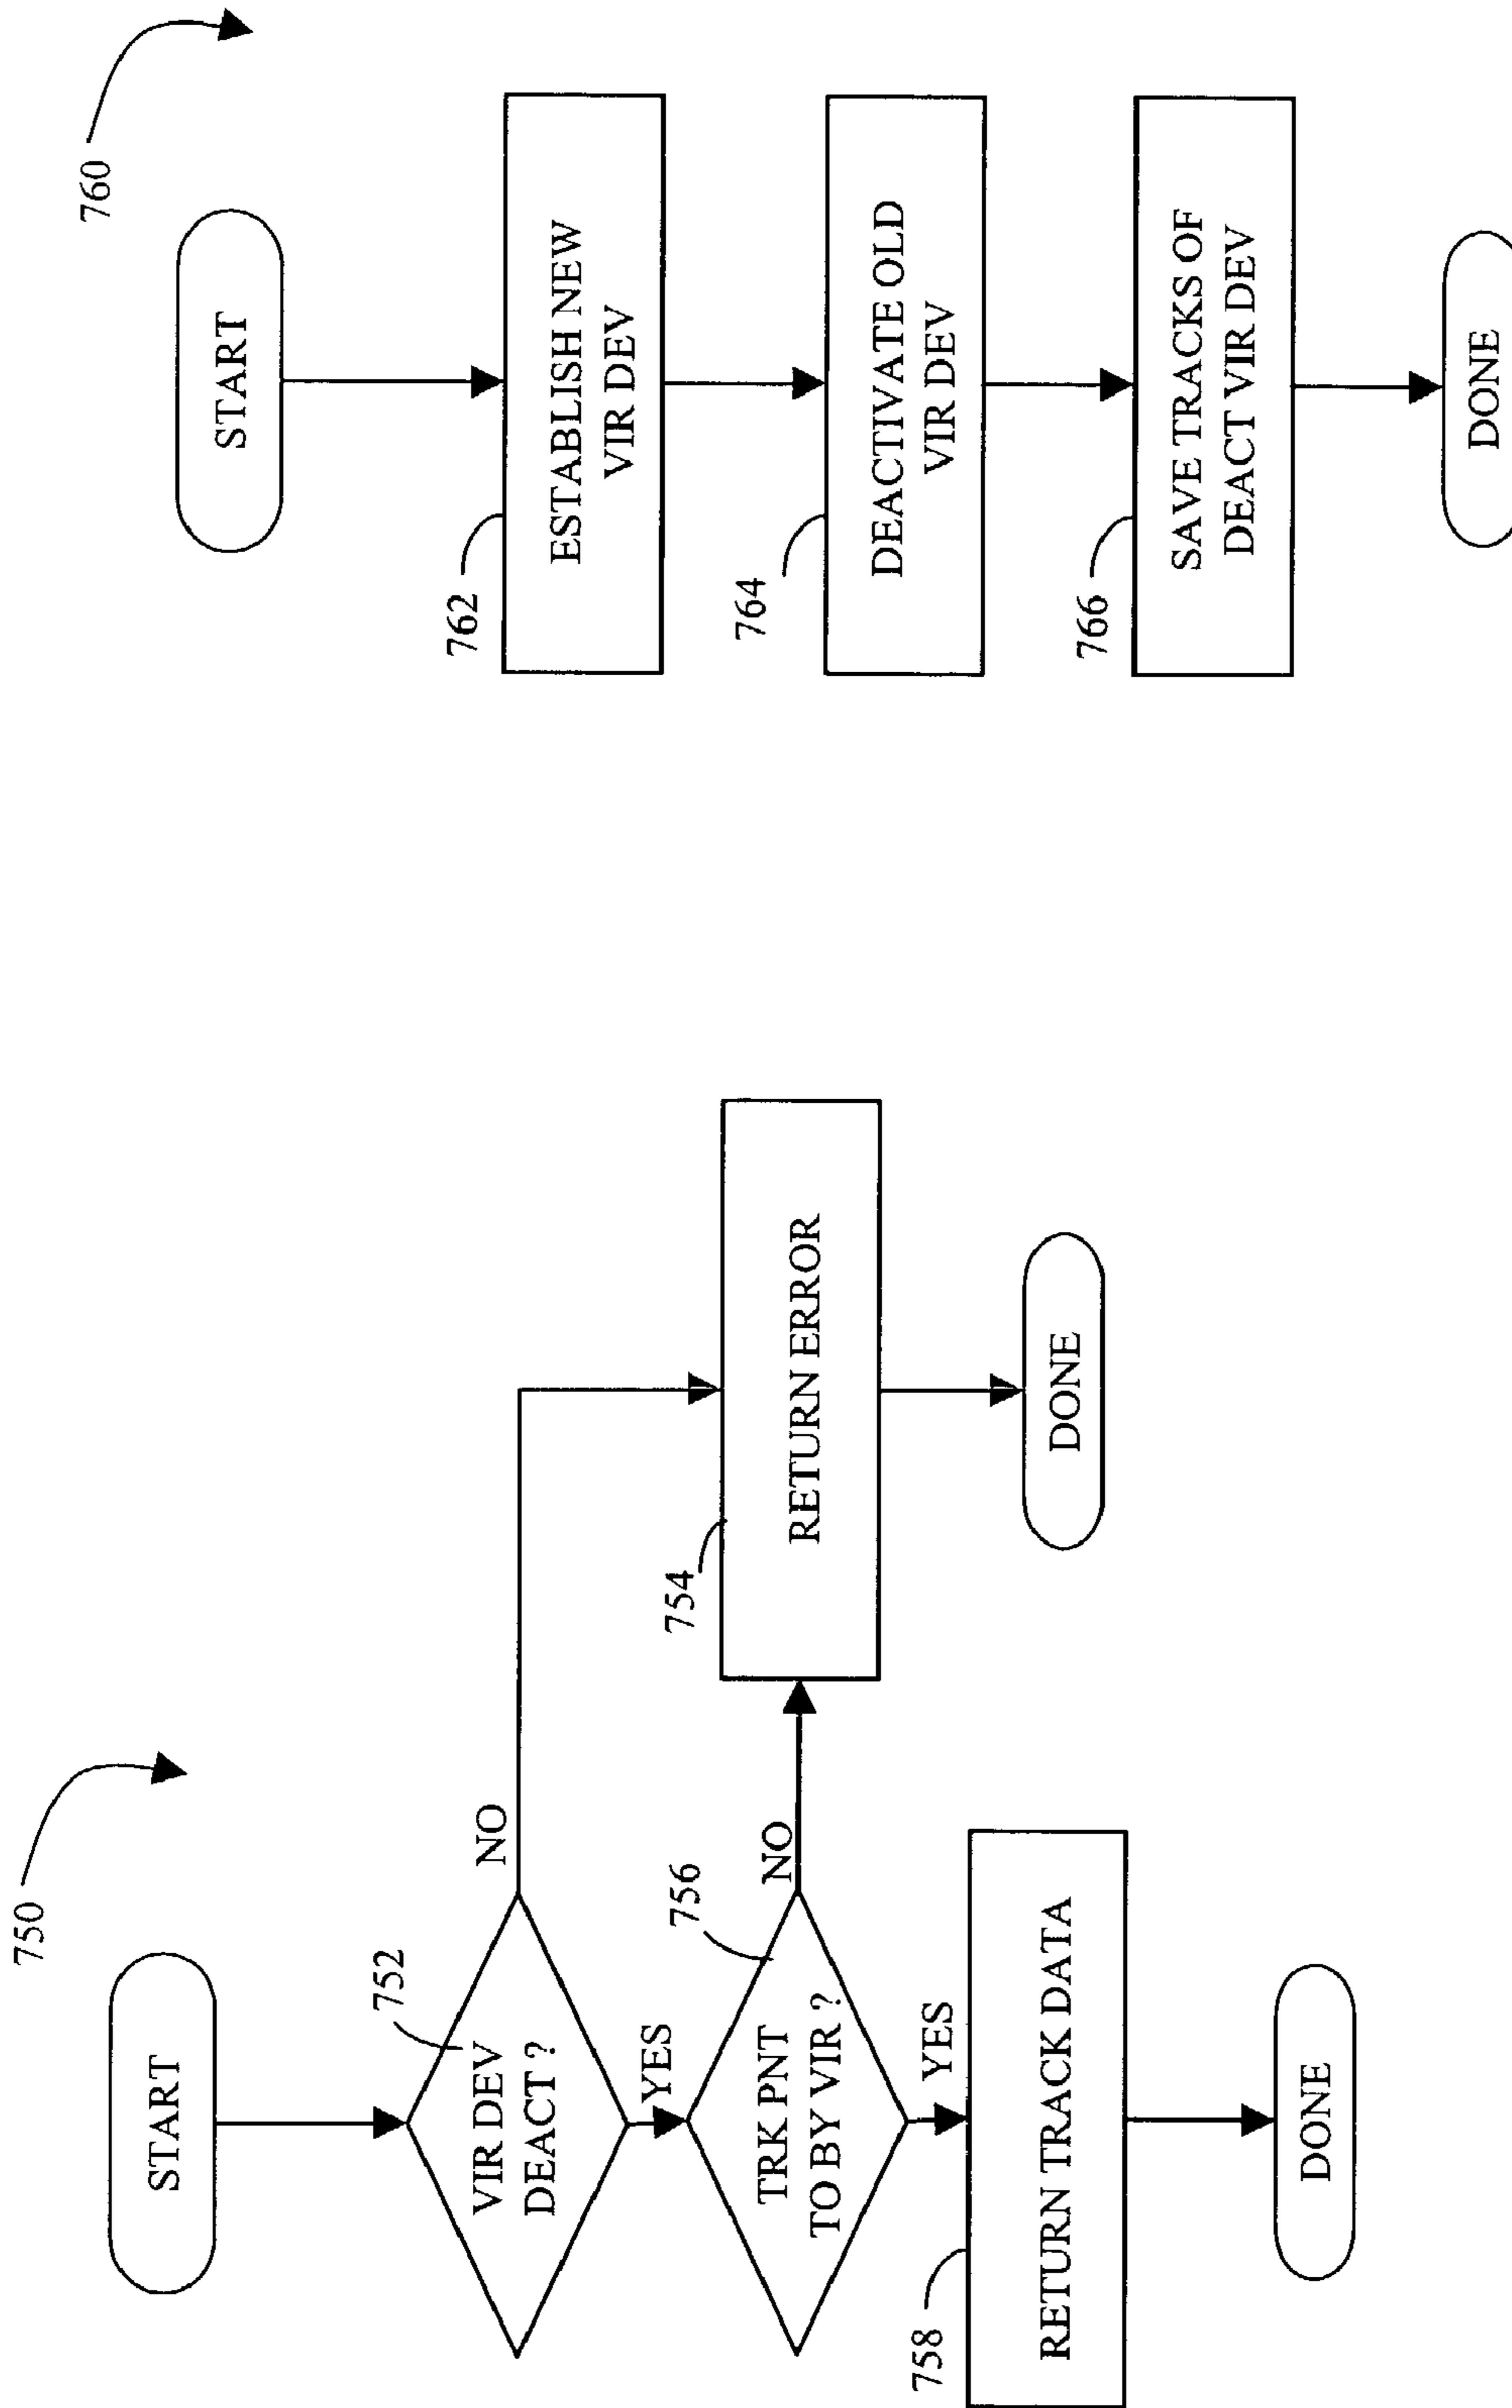 750
START
752
VIR DEV
DEACT ?
NO
YES
756
TRK PNT
TO BY VIR ?
NO
YES
754
RETURN ERROR
DONE
758
RETURN TRACK DATA
DONE
760
START
762
ESTABLISH NEW
VIR DEV
764
DEACTIVATE OLD
VIR DEV
766
SAVE TRACKS OF
DEACT VIR DEV
DONE